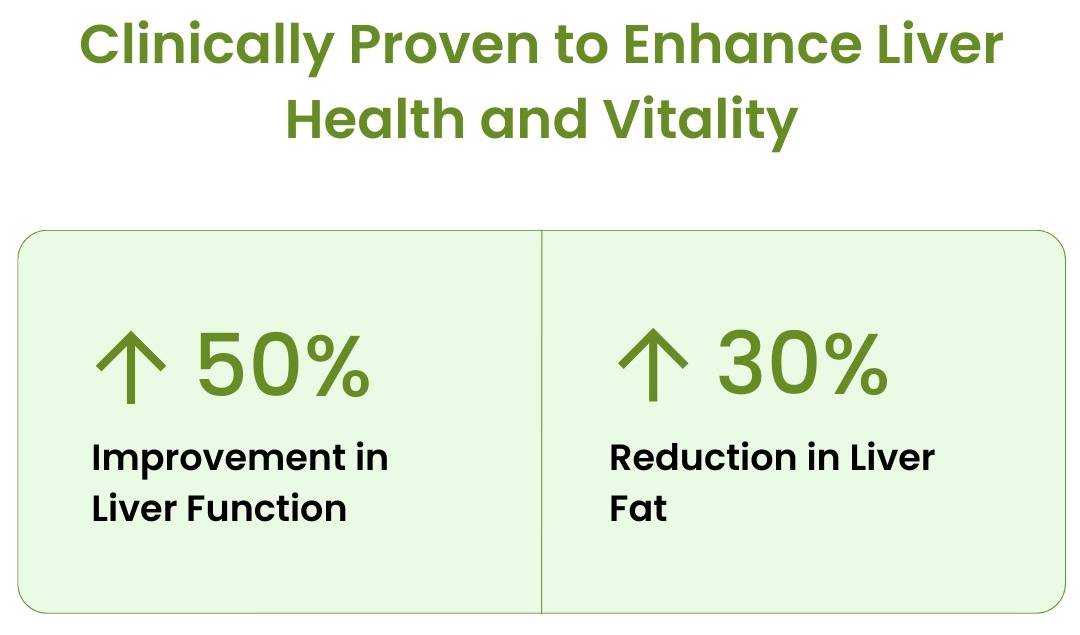 Clinically Proven to Enhance Liver
Health and Vitality
↑ 50%
Improvement in
Liver Function
↑ 30%
Reduction in Liver
Fat